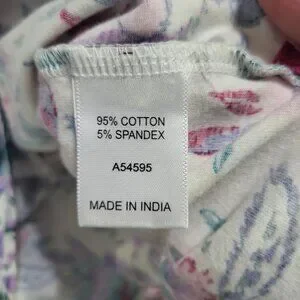 95% COTTON
5% SPANDEX
A54595
MADE IN INDIA